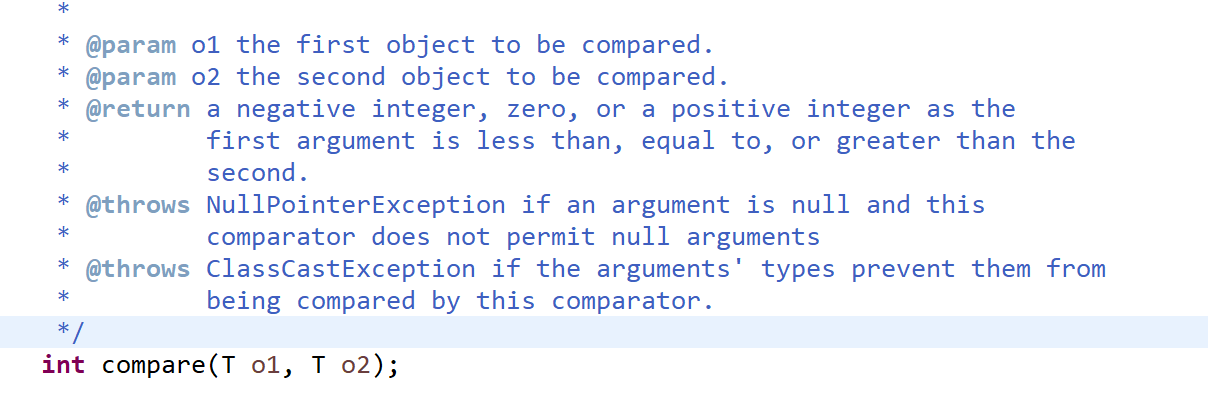 *
* @param o1 the first object to be compared.
* @param o2 the second object to be compared.
* @return a negative integer, zero, or a positive integer as the
*         first argument is less than, equal to, or greater than the
*         second.
* @throws NullPointerException if an argument is null and this
*         comparator does not permit null arguments
* @throws ClassCastException if the arguments' types prevent them from
*         being compared by this comparator.
*/
int compare(T o1, T o2);